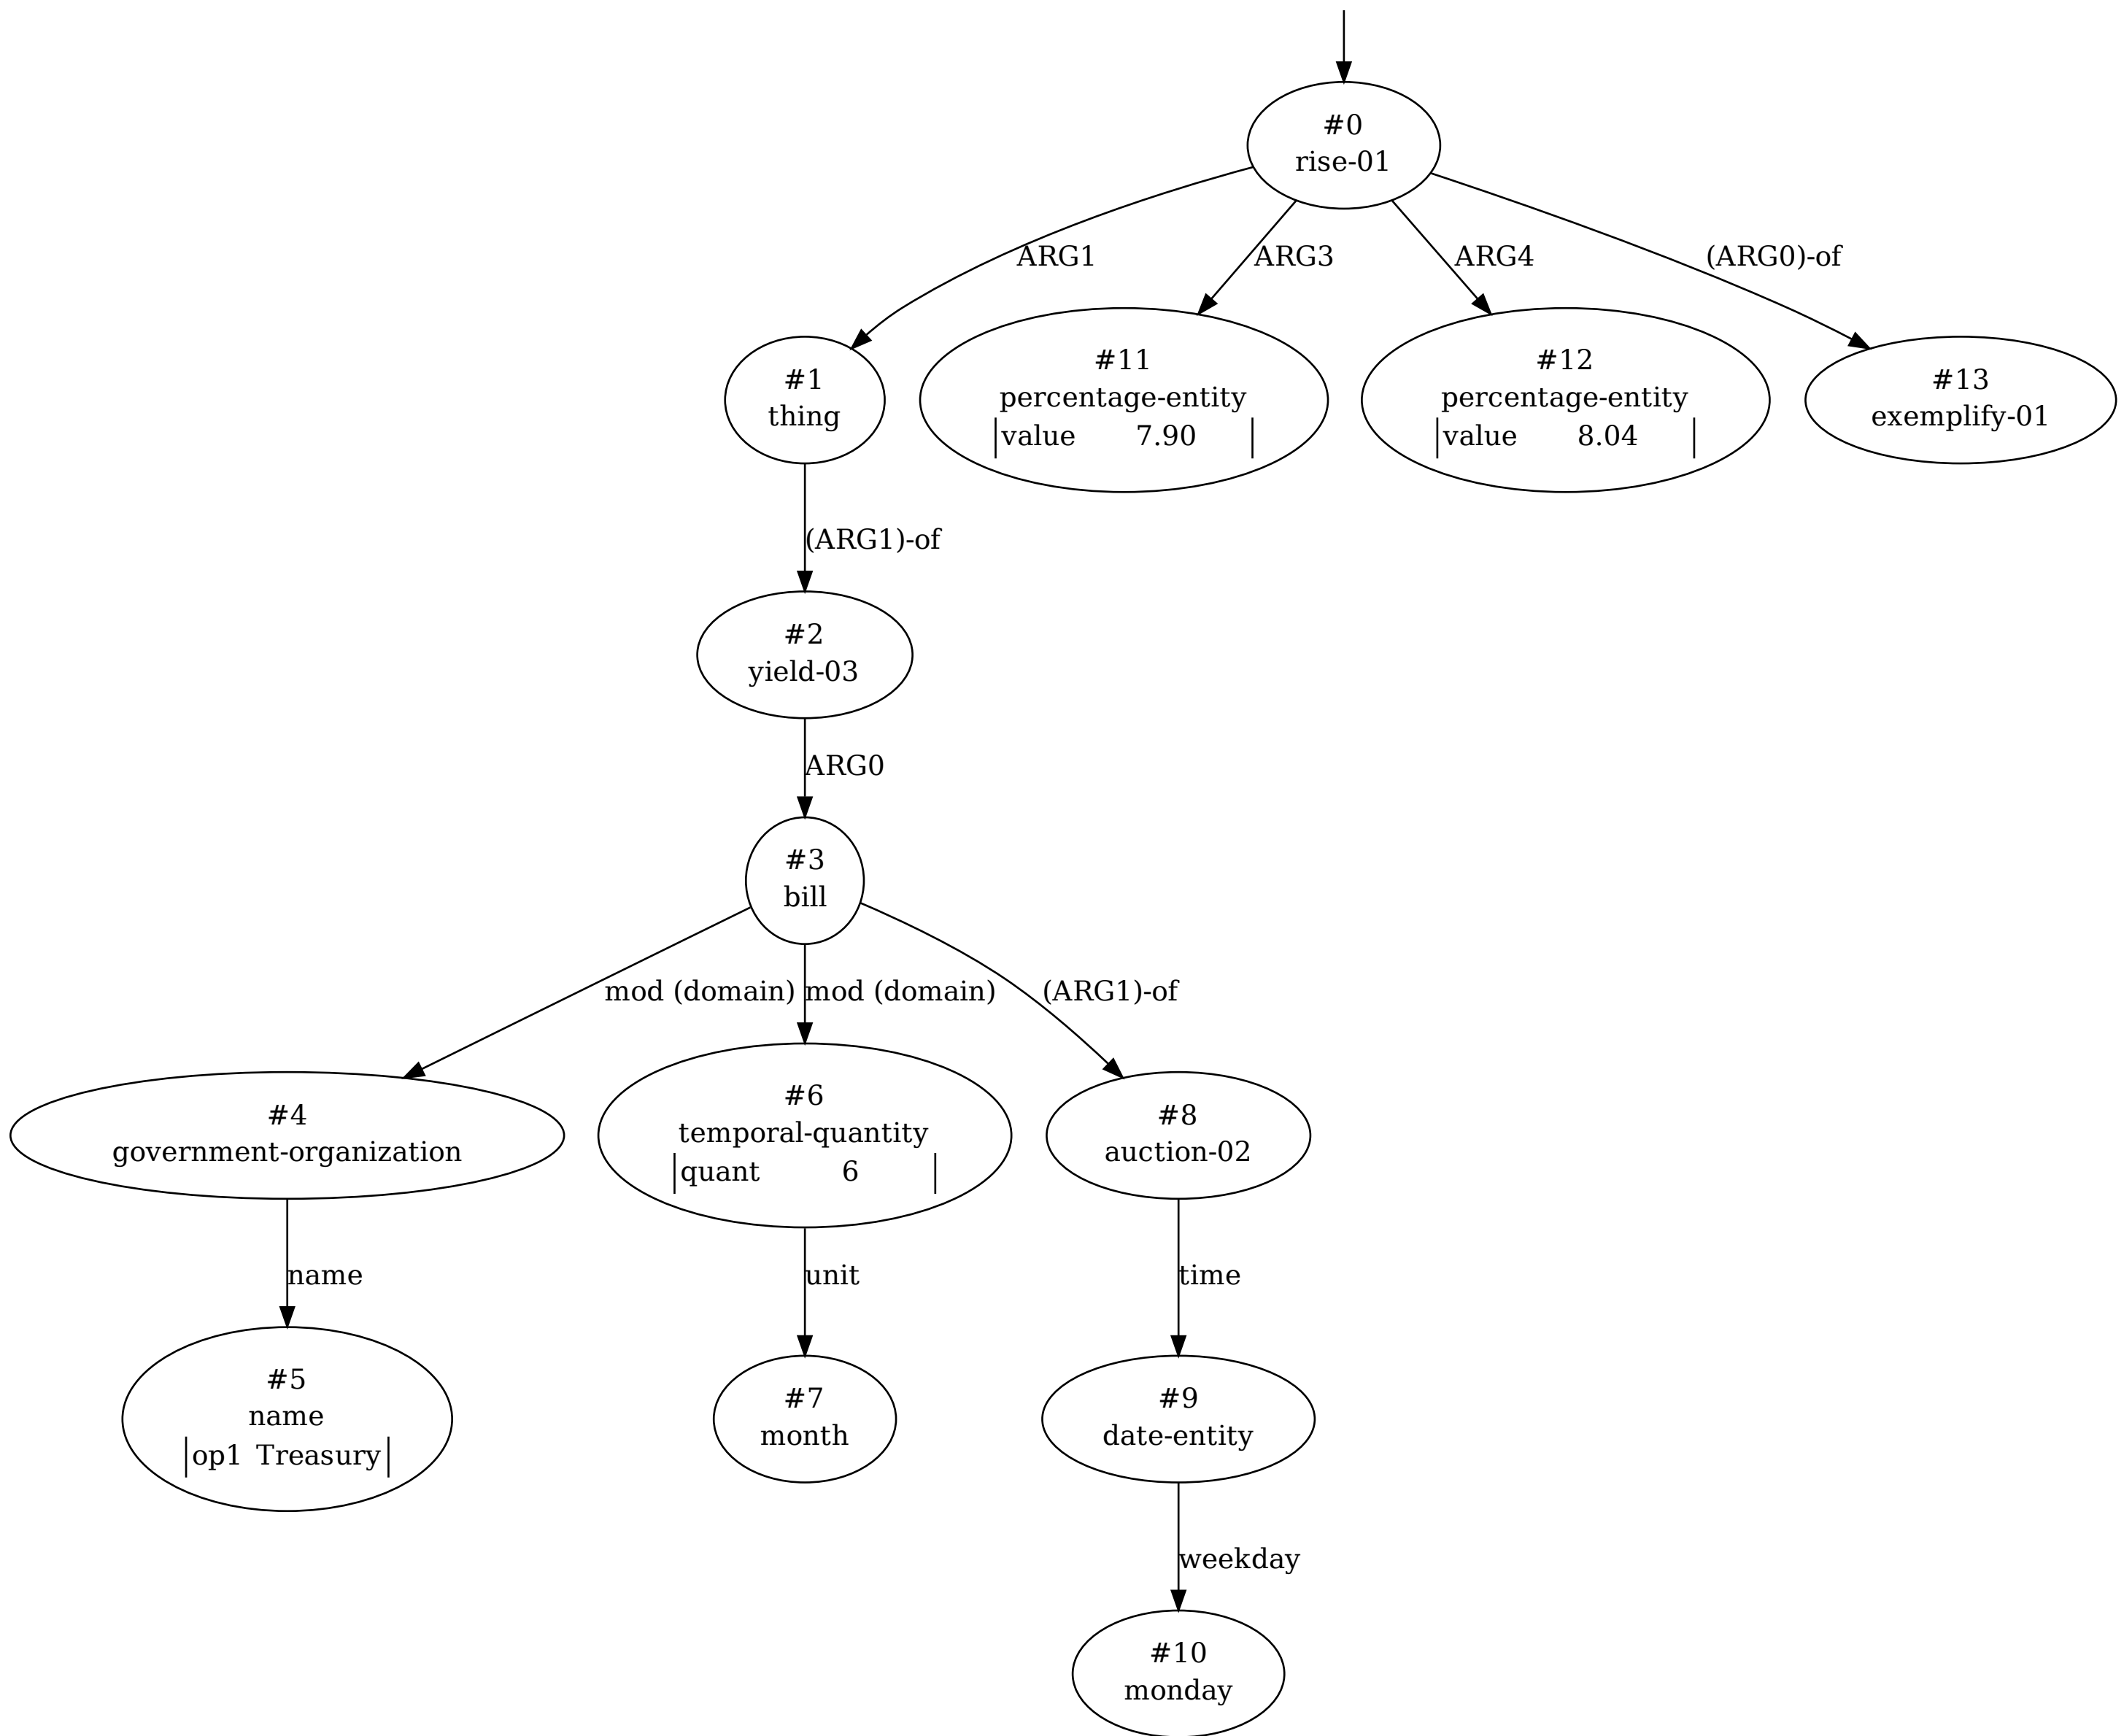 #0
rise-01
ARG1
ARG3
ARG4
(ARG0)-of
#1
thing
#11
percentage-entity
value 7.90
#12
percentage-entity
value 8.04
#13
exemplify-01
(ARG1)-of
#2
yield-03
ARG0
#3
bill
mod (domain)
mod (domain)
(ARG1)-of
#4
government-organization
#6
temporal-quantity
quant 6
#8
auction-02
name
unit
time
#5
name
op1 Treasury
#7
month
#9
date-entity
weekday
#10
monday